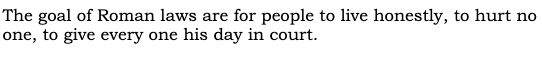 The goal of Roman laws are for people to live honestly, to hurt no
one, to give every one his day in court.